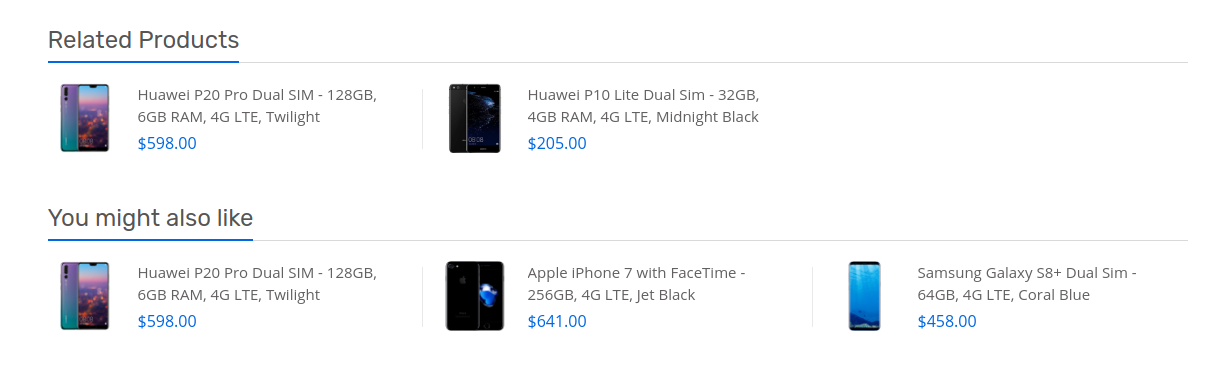 Related Products
Huawei P20 Pro Dual SIM - 128GB,
6GB RAM, 4G LTE, Twilight
$598.00
Huawei P10 Lite Dual Sim - 32GB,
4GB RAM, 4G LTE, Midnight Black
$205.00
You might also like
Huawei P20 Pro Dual SIM - 128GB,
6GB RAM, 4G LTE, Twilight
$598.00
Apple iPhone 7 with FaceTime -
256GB, 4G LTE, Jet Black
$641.00
Samsung Galaxy S8+ Dual Sim -
64GB, 4G LTE, Coral Blue
$458.00